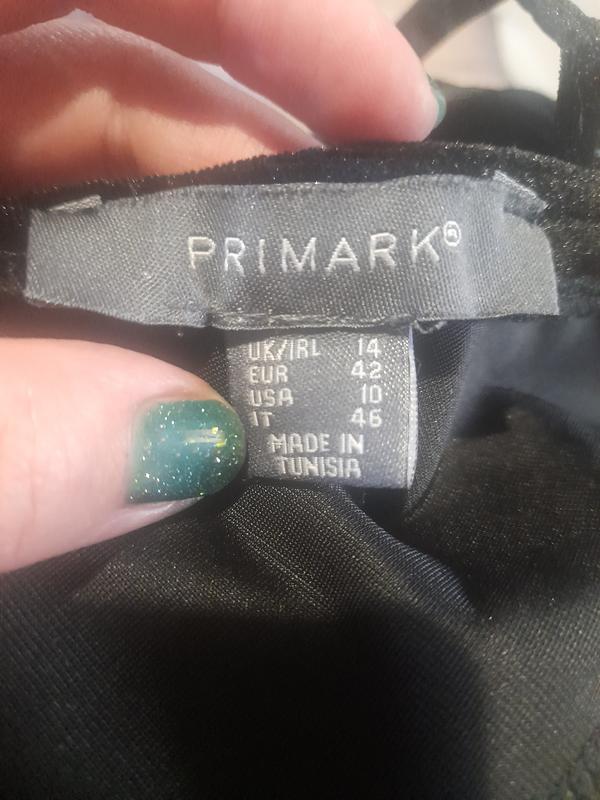 PRIMARK®
UK/IRL 14
EUR 42
USA 10
IT 46
MADE IN
TUNISIA